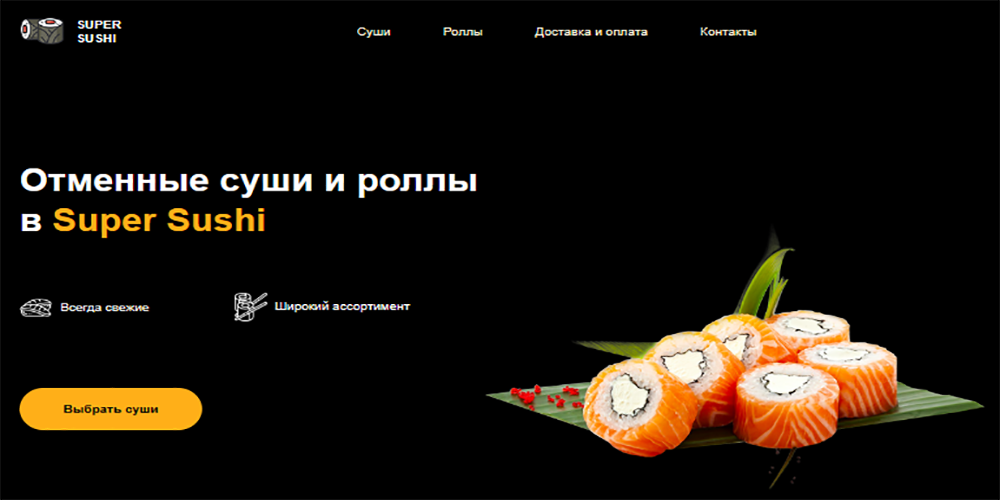 SUPER
SUSHI
Суши
Роллы
Доставка и оплата
Контакты
Отменные суши и роллы
в Super Sushi
Всегда свежие
Широкий ассортимент
Выбрать суши